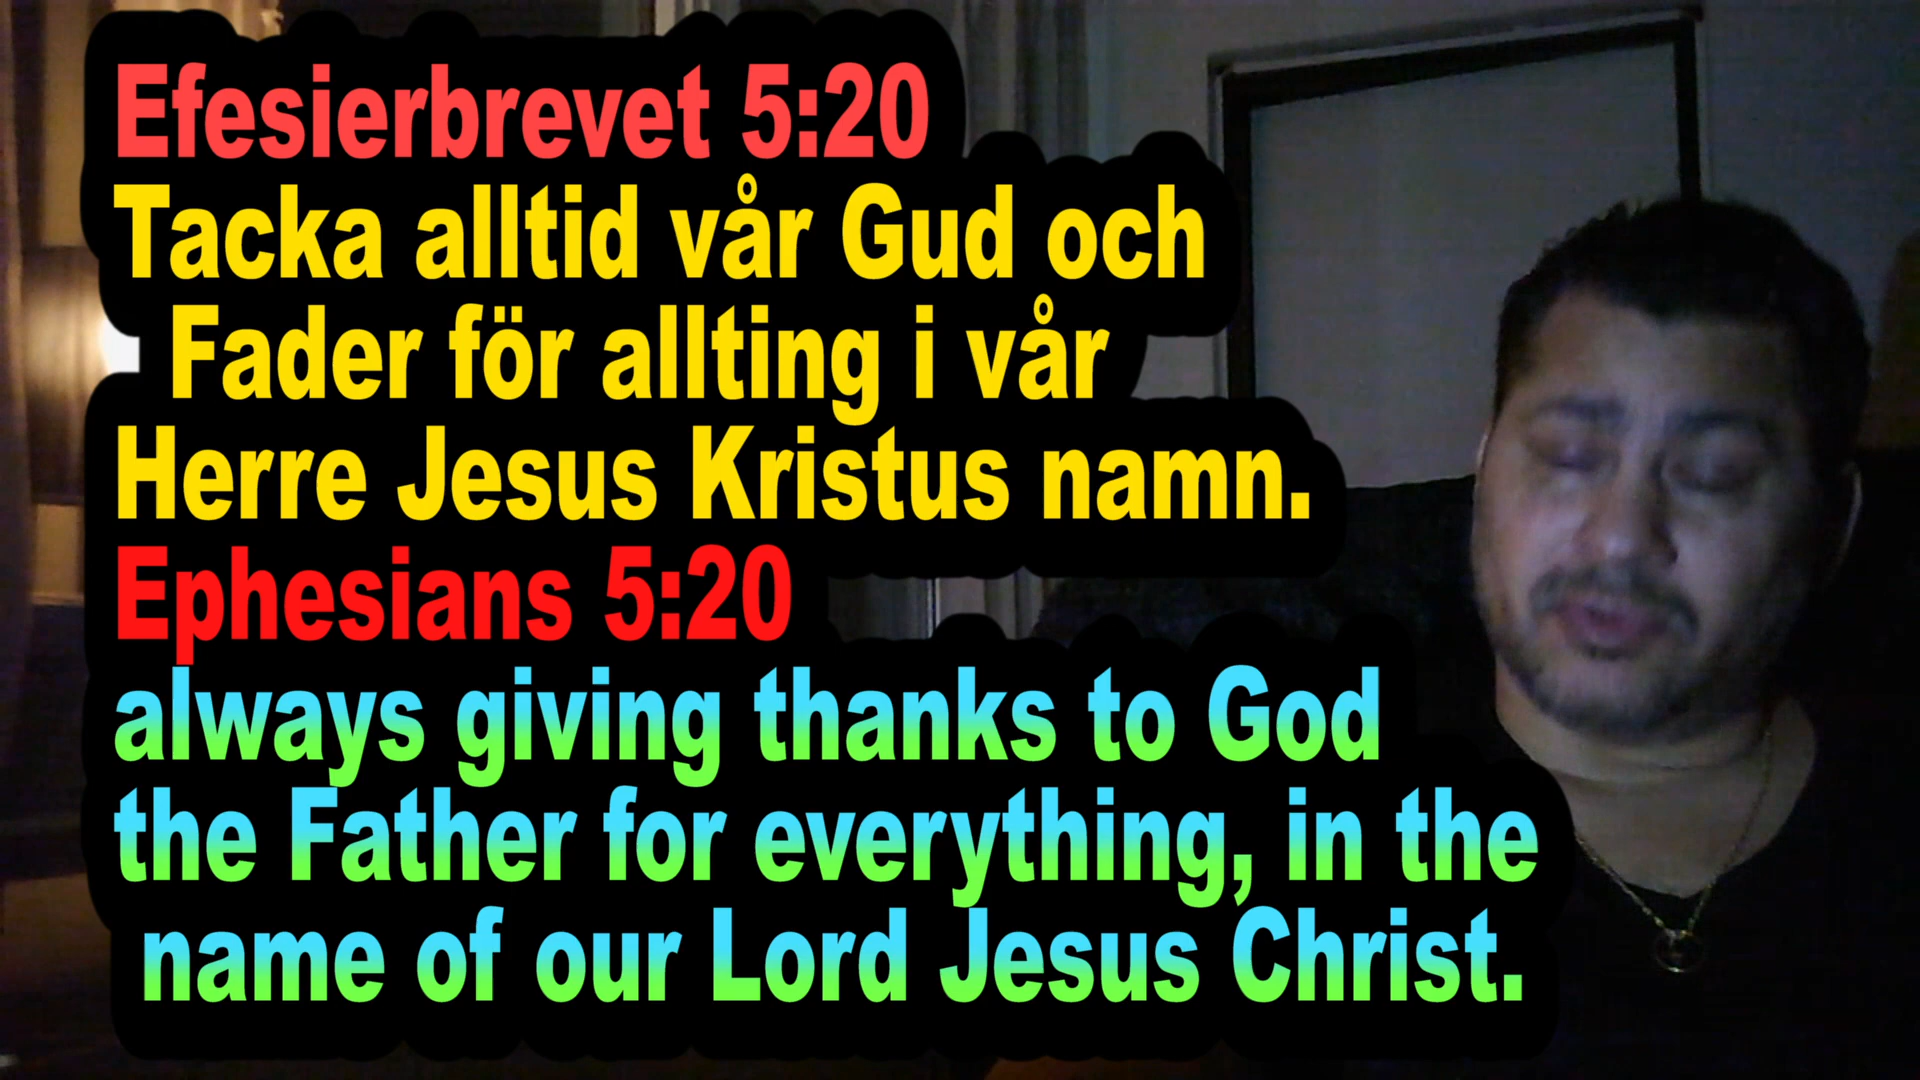 Efesierbrevet 5:20
Tacka alltid vår Gud och
Fader för allting i vår
Herre Jesus Kristus namn.
Ephesians 5:20
always giving thanks to God
the Father for everything, in the
name of our Lord Jesus Christ.